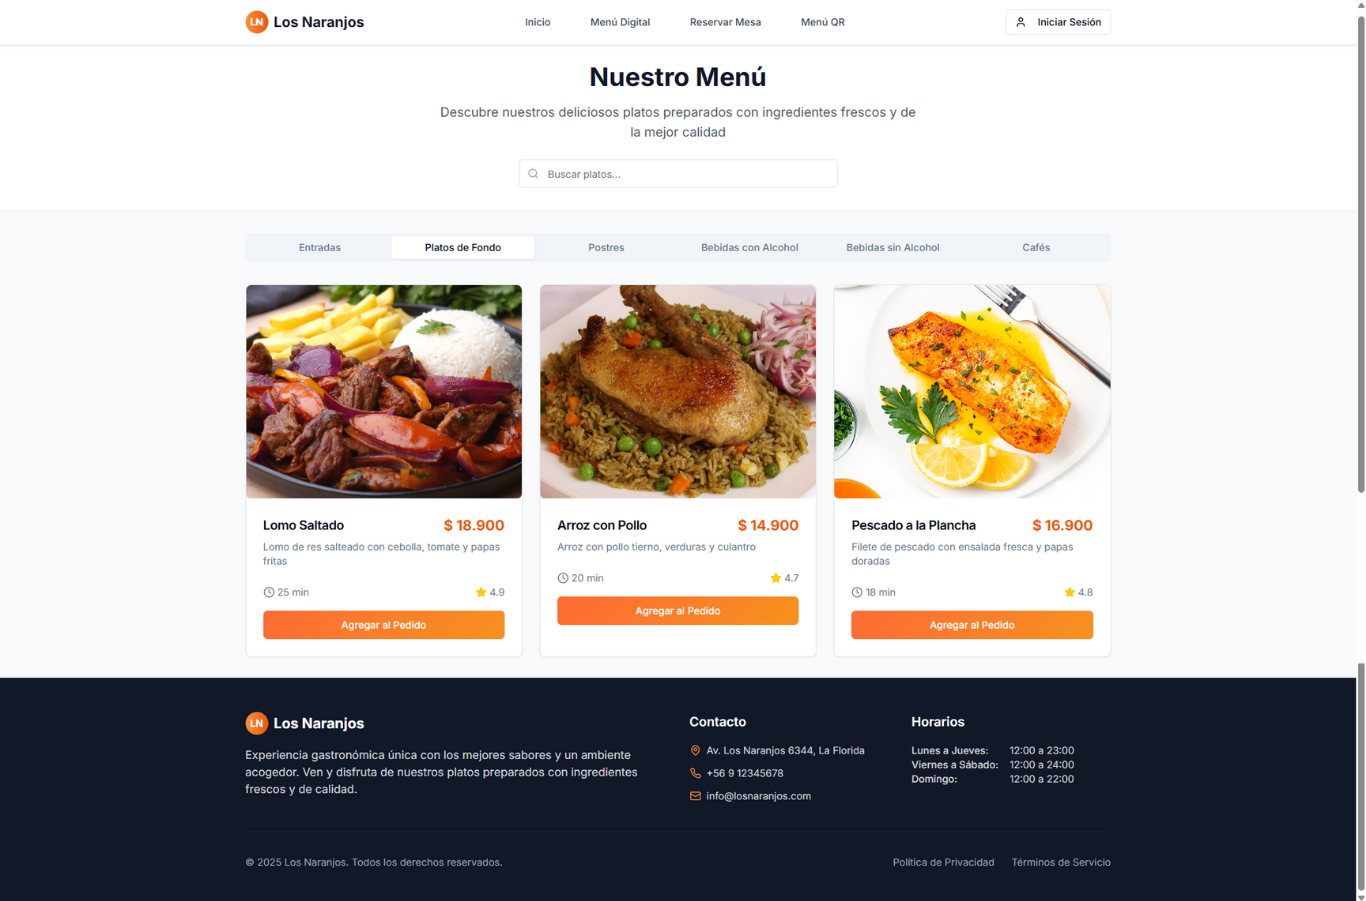 LN Los Naranjos
Inicio Menú Digital Reservar Mesa Menú QR
Iniciar Sesión
Nuestro Menú
Descubre nuestros deliciosos platos preparados con ingredientes frescos y de
la mejor calidad
Buscar platos...
Entradas Platos de Fondo Postres Bebidas con Alcohol Bebidas sin Alcohol Cafés
Lomo Saltado $ 18.900
Lomo de res salteado con cebolla, tomate y papas
fritas
25 min 4.9
Agregar al Pedido
Arroz con Pollo $ 14.900
Arroz con pollo tierno, verduras y culantro
20 min 4.7
Agregar al Pedido
Pescado a la Plancha $ 16.900
Filete de pescado con ensalada fresca y papas
doradas
18 min 4.8
Agregar al Pedido
LN Los Naranjos
Experiencia gastronómica única con los mejores sabores y un ambiente
acogedor. Ven y disfruta de nuestros platos preparados con ingredientes
frescos y de calidad.
Contacto
Av. Los Naranjos 6344, La Florida
+56 9 12345678
info@losnaranjos.com
Horarios
Lunes a Jueves: 12:00 a 23:00
Viernes a Sábado: 12:00 a 24:00
Domingo: 12:00 a 22:00
© 2025 Los Naranjos. Todos los derechos reservados.
Política de Privacidad Términos de Servicio